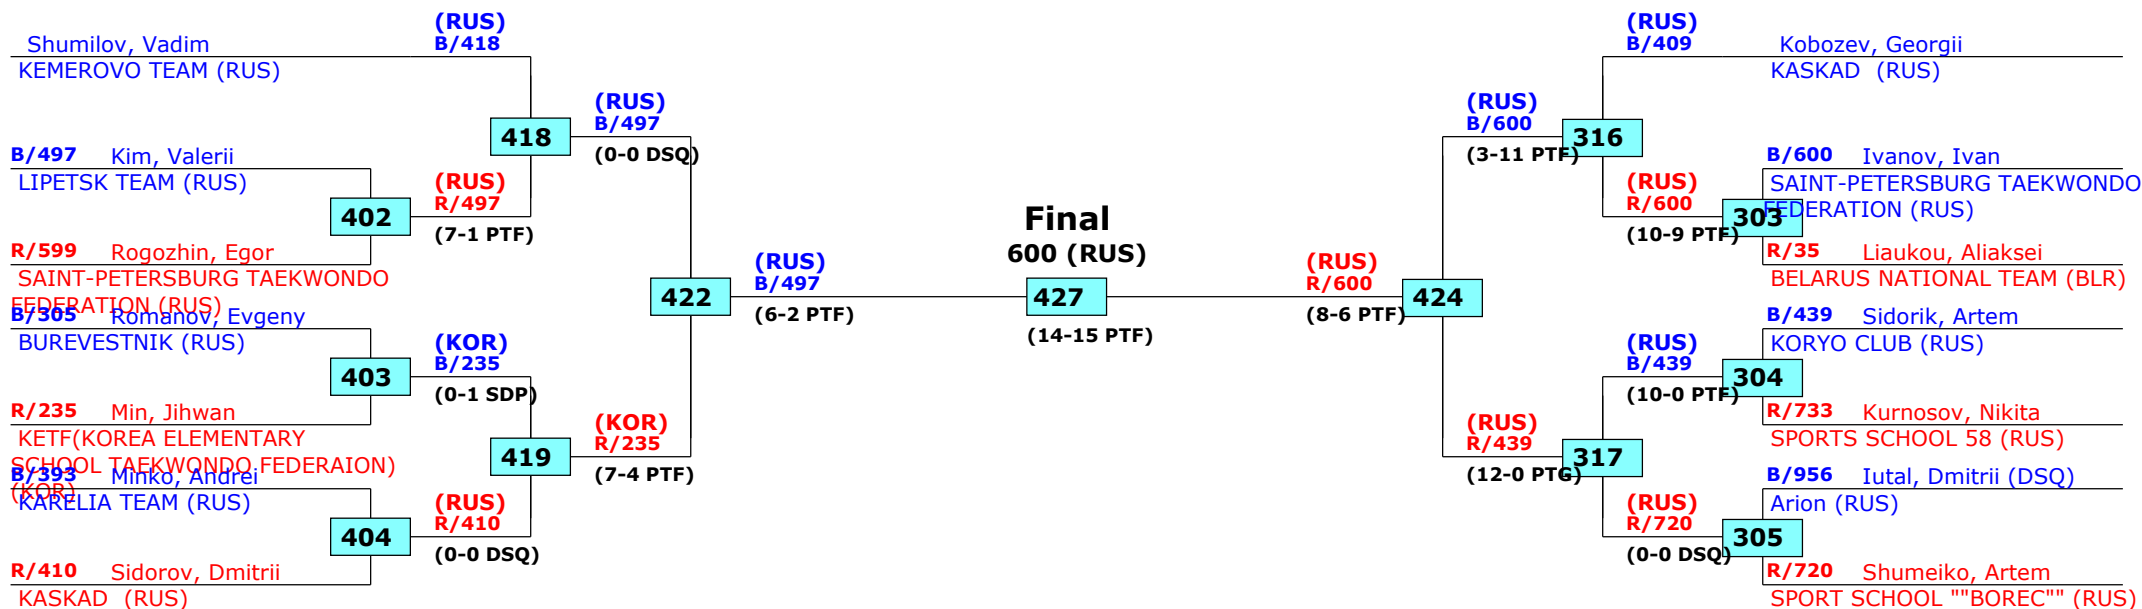 Shumilov, Vadim
KEMEROVO TEAM (RUS)
(RUS)
B/418
B/497 Kim, Valerii
LIPETSK TEAM (RUS)
402
R/599 Rogozhin, Egor
SAINT-PETERSBURG TAEKWONDO
FEDERATION (RUS)
(RUS)
R/497
(7-1 PTF)
418
(RUS)
B/497
(0-0 DSQ)
B/305 Romanov, Evgeny
BUREVESTNIK (RUS)
403
R/235 Min, Jihwan
KETF(KOREA ELEMENTARY
SCHOOL TAEKWONDO FEDERAION)
(KOR)
(KOR)
B/235
(0-1 SDP)
B/393 Minko, Andrei
KARELIA TEAM (RUS)
404
R/410 Sidorov, Dmitrii
KASKAD (RUS)
(RUS)
R/410
(0-0 DSQ)
419
(KOR)
R/235
(7-4 PTF)
422
(RUS)
B/497
(6-2 PTF)
Final
600 (RUS)
427
(14-15 PTF)
(RUS)
R/600
(8-6 PTF)
424
(RUS)
B/600
(3-11 PTF)
316
(RUS)
B/409
Kobozev, Georgii
KASKAD (RUS)
(RUS)
R/600
(10-9 PTF)
303
B/600 Ivanov, Ivan
SAINT-PETERSBURG TAEKWONDO
FEDERATION (RUS)
R/35 Liaukou, Aliaksei
BELARUS NATIONAL TEAM (BLR)
(RUS)
R/439
(12-0 PTG)
317
(RUS)
B/439
(10-0 PTF)
304
B/439 Sidorik, Artem
KORYO CLUB (RUS)
R/733 Kurnosov, Nikita
SPORTS SCHOOL 58 (RUS)
(RUS)
R/720
(0-0 DSQ)
305
B/956 Iutal, Dmitrii (DSQ)
Arion (RUS)
R/720 Shumeiko, Artem
SPORT SCHOOL ""BOREC"" (RUS)